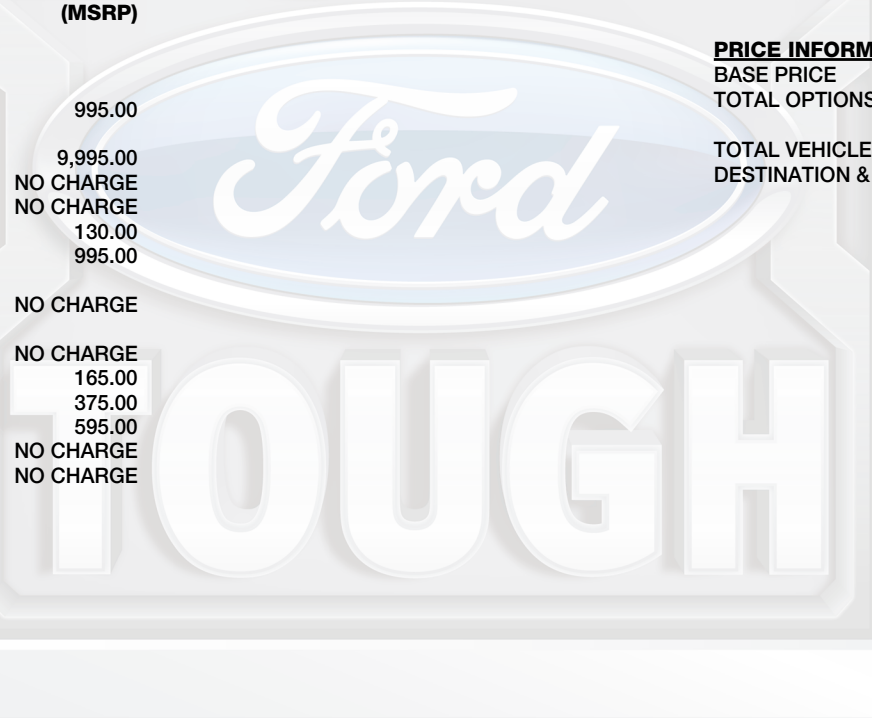 (MSRP)
995.00
9,995.00
NO CHARGE
NO CHARGE
130.00
995.00
NO CHARGE
NO CHARGE
165.00
375.00
595.00
NO CHARGE
NO CHARGE
PRICE INFORM
BASE PRICE
TOTAL OPTIONS
TOTAL VEHICLE
DESTINATION &
Ford
TOUGH